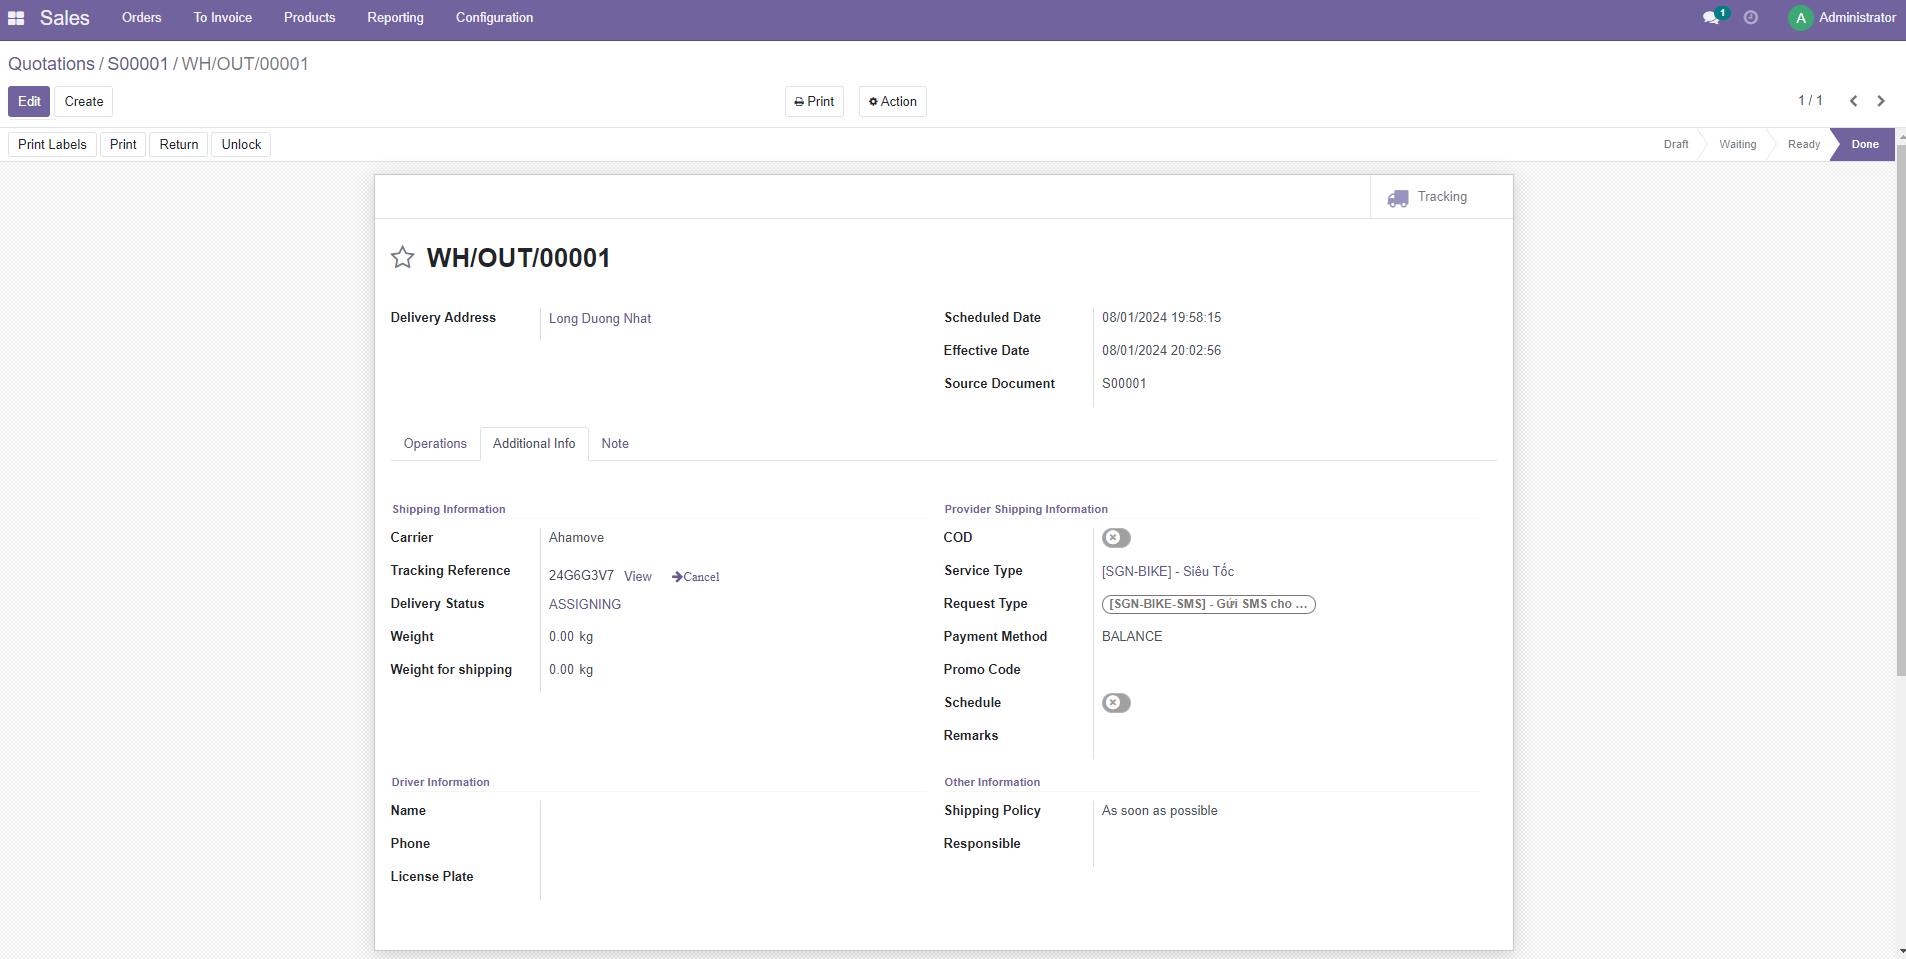 Sales Orders To Invoice Products Reporting Configuration 1 A Administrator
Quotations / S00001 / WH/OUT/00001
Edit Create Print Action 1 / 1
Print Labels Print Return Unlock Draft Waiting Ready Done
Tracking
WH/OUT/00001
Delivery Address Long Duong Nhat Scheduled Date 08/01/2024 19:58:15
Effective Date 08/01/2024 20:02:56
Source Document S00001
Operations Additional Info Note
Shipping Information Provider Shipping Information
Carrier Ahamove COD
Tracking Reference 24G6G3V7 View Cancel Service Type [SGN-BIKE] - Siêu Tốc
Delivery Status ASSIGNING Request Type [SGN-BIKE-SMS] - Gửi SMS cho ...
Weight 0.00 kg Payment Method BALANCE
Weight for shipping 0.00 kg Promo Code
Schedule
Remarks
Driver Information Other Information
Name Shipping Policy As soon as possible
Phone Responsible
License Plate